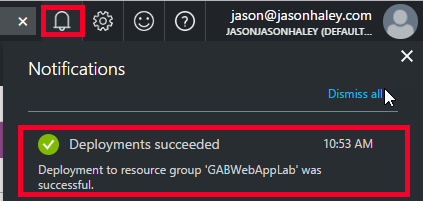 jason@jasonhaley.com
JASONJASONHALEY (DEFAULT...
Notifications
Dismiss all
Deployments succeeded 10:53 AM
Deployment to resource group 'GABWebAppLab' was
successful.